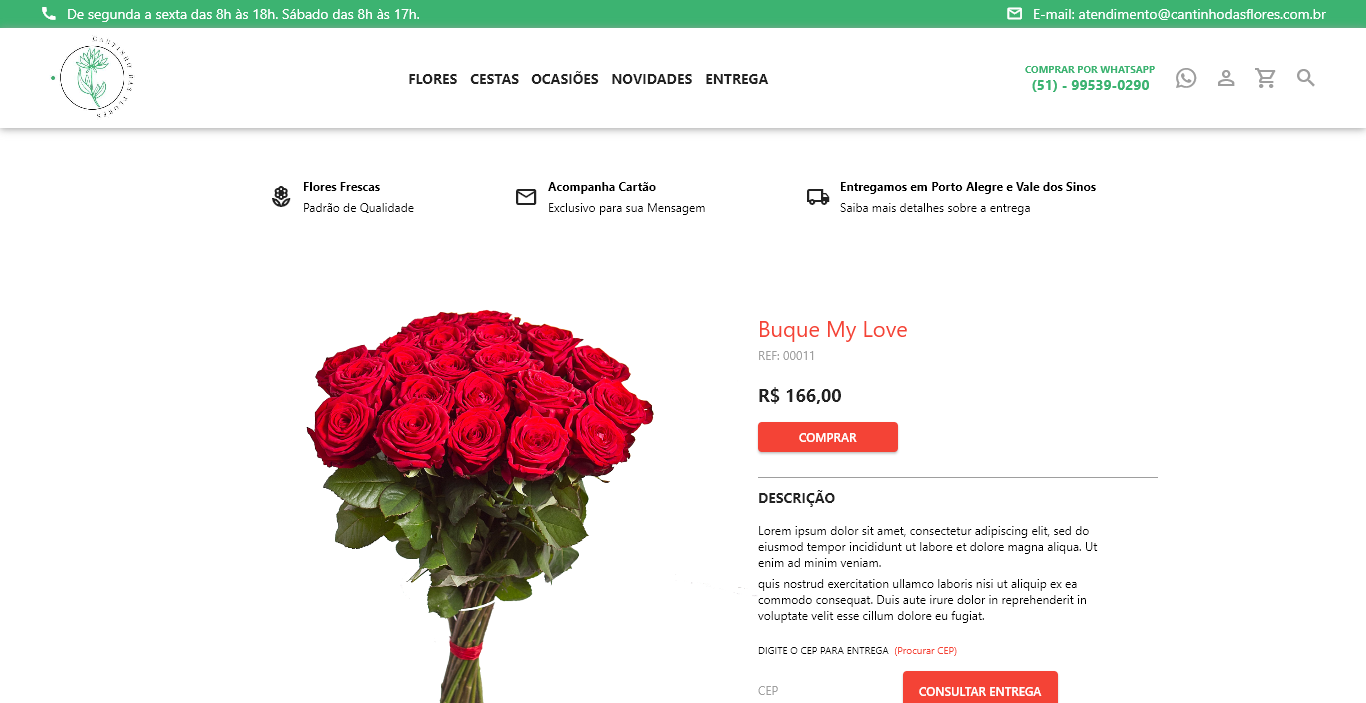 De segunda a sexta das 8h às 18h. Sábado das 8h às 17h.
E-mail: atendimento@cantinhodasflores.com.br
CANTINHO DAS FLORES
FLORES CESTAS OCASIÕES NOVIDADES ENTREGA
COMPRAR POR WHATSAPP
(51) - 99539-0290
Flores Frescas
Padrão de Qualidade
Acompanha Cartão
Exclusivo para sua Mensagem
Entregamos em Porto Alegre e Vale dos Sinos
Saiba mais detalhes sobre a entrega
Buque My Love
REF: 00011
R$ 166,00
COMPRAR
DESCRIÇÃO
Lorem ipsum dolor sit amet, consectetur adipiscing elit, sed do
eiusmod tempor incididunt ut labore et dolore magna aliqua. Ut
enim ad minim veniam.
quis nostrud exercitation ullamco laboris nisi ut aliquip ex ea
commodo consequat. Duis aute irure dolor in reprehenderit in
voluptate velit esse cillum dolore eu fugiat.
DIGITE O CEP PARA ENTREGA (Procurar CEP)
CEP
CONSULTAR ENTREGA